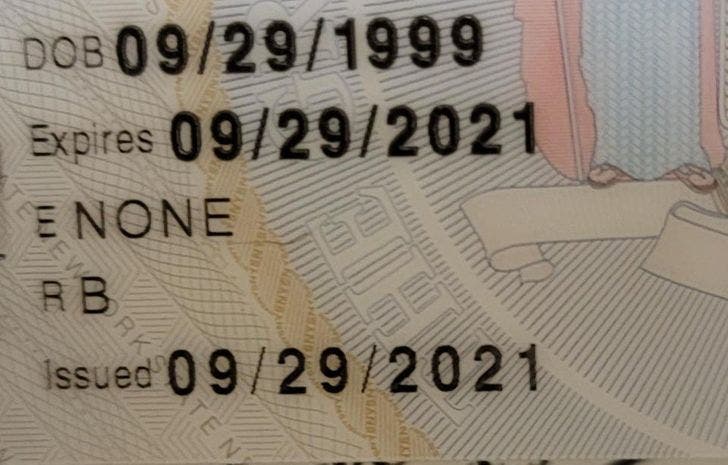 DOB 09/29/1999
Expires 09/29/2021
E NONE
R B
Issued 09/29/2021